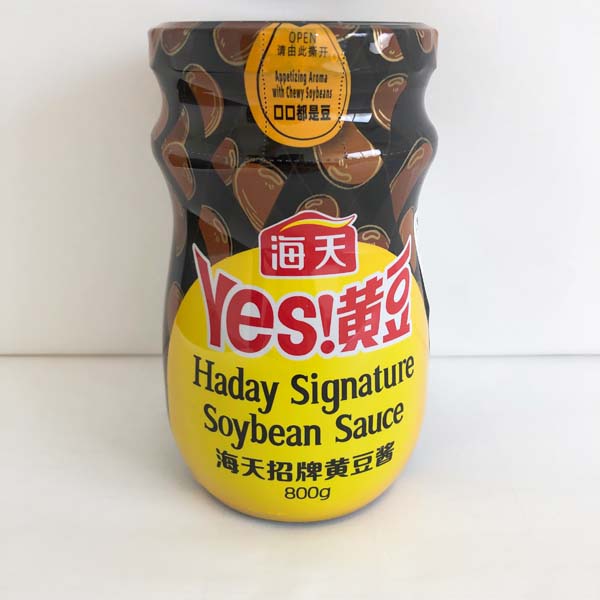 OPEN
请由此撕开
Appetizing Aroma
with Chewy Soybeans
口口都是豆
海天
Yes!黄豆
Haday Signature
Soybean Sauce
海天招牌黄豆酱
800g